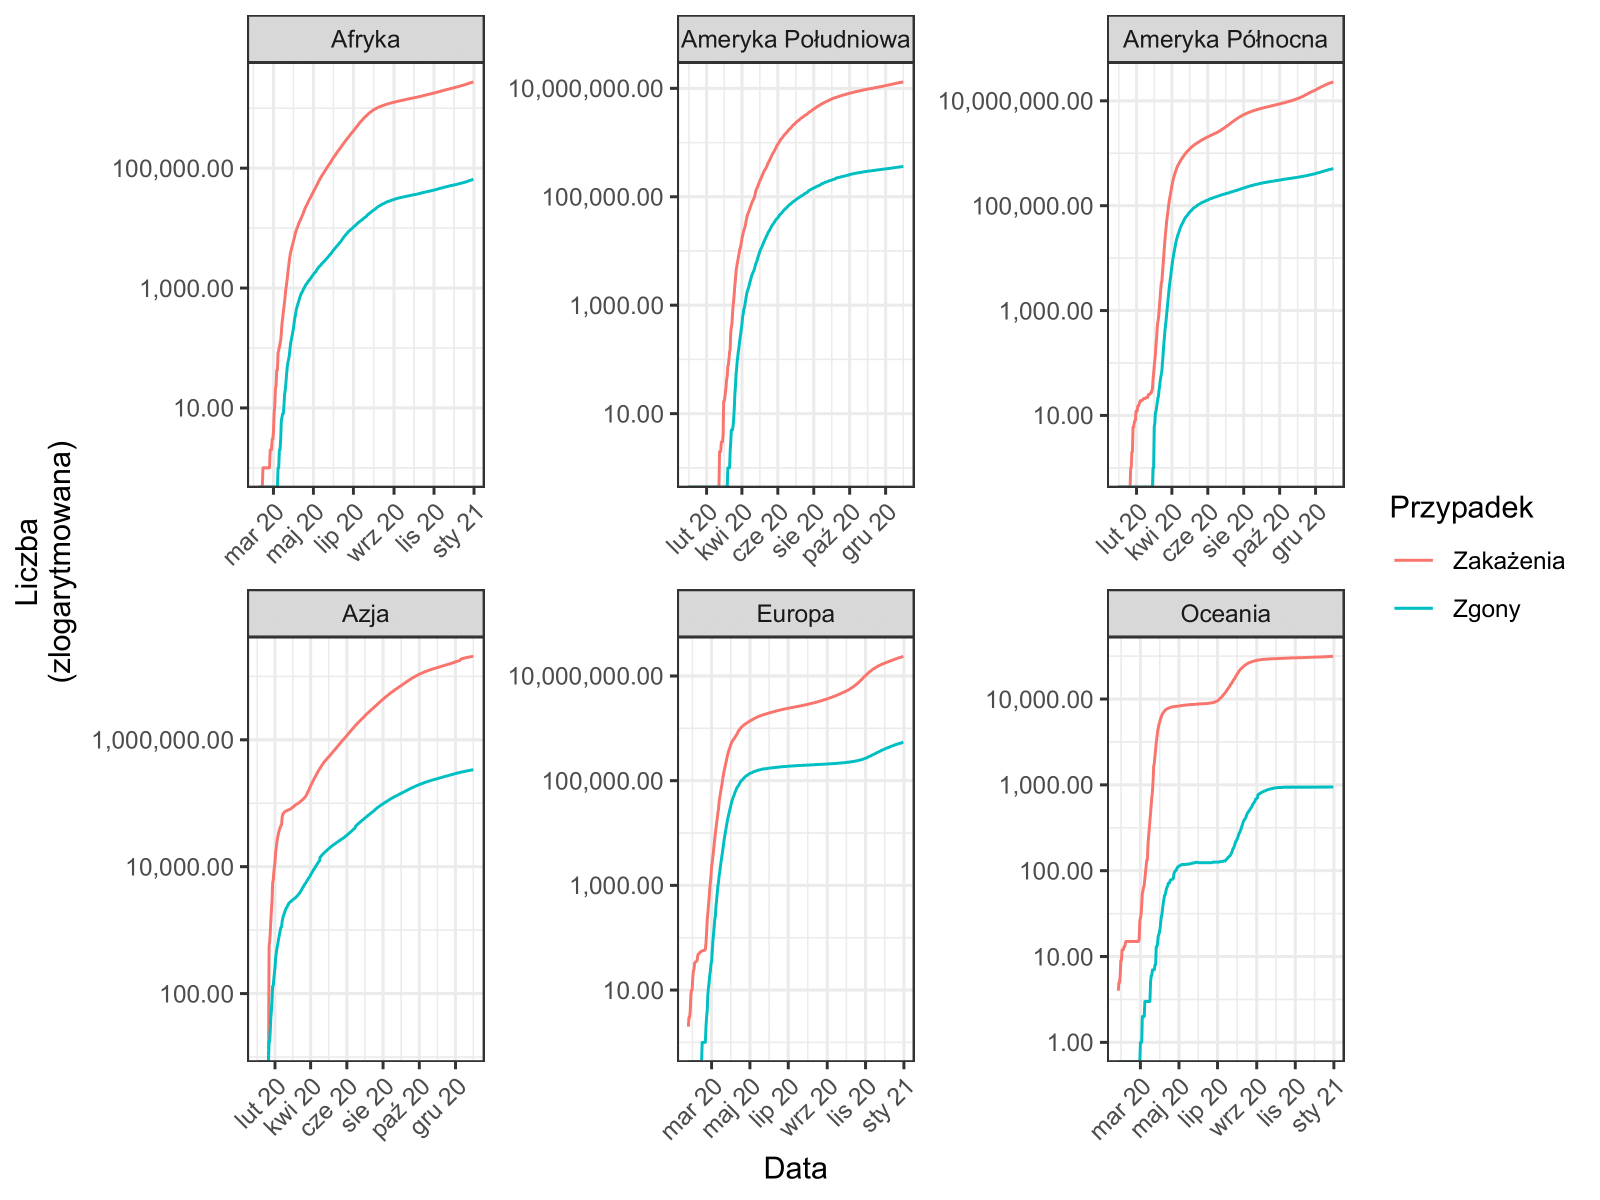 Afryka
Ameryka Południowa
Ameryka Północna
100,000.00
1,000.00
10.00
mar 20
maj 20
lip 20
wrz 20
lis 20
sty 21
10,000,000.00
100,000.00
1,000.00
10.00
lut 20
kwi 20
cze 20
sie 20
paź 20
gru 20
10,000,000.00
100,000.00
1,000.00
10.00
lut 20
kwi 20
cze 20
sie 20
paź 20
gru 20
Azja
Europa
Oceania
1,000,000.00
10,000.00
100.00
lut 20
kwi 20
cze 20
sie 20
paź 20
gru 20
10,000,000.00
100,000.00
1,000.00
10.00
mar 20
maj 20
lip 20
wrz 20
lis 20
sty 21
10,000.00
1,000.00
100.00
10.00
1.00
mar 20
maj 20
lip 20
wrz 20
lis 20
sty 21
Liczba
(zlogarytmowana)
Data
Przypadek
Zakażenia
Zgony